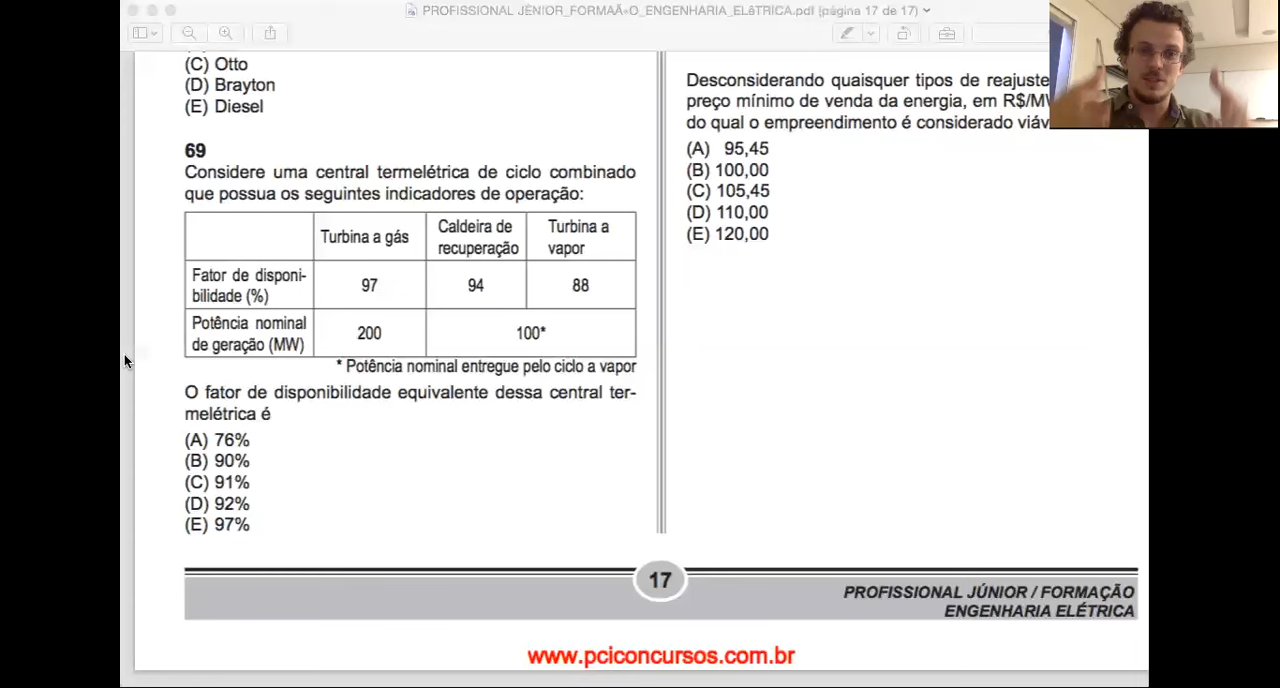 PROFISSIONAL JÊNIOR_FORMAÃ«O_ENGENHARIA_ELèTRICA.pdf (página 17 de 17)
(C) Otto
(D) Brayton
(E) Diesel
69
Considere uma central termelétrica de ciclo combinado
que possua os seguintes indicadores de operação:
Turbina a gás
Caldeira de
recuperação
Turbina a
vapor
Fator de disponi-
bilidade (%)
97
94
88
Potência nominal
de geração (MW)
200
100*
* Potência nominal entregue pelo ciclo a vapor
O fator de disponibilidade equivalente dessa central ter-
melétrica é
(A) 76%
(B) 90%
(C) 91%
(D) 92%
(E) 97%
Desconsiderando quaisquer tipos de reajuste
preço mínimo de venda da energia, em R$/MW
do qual o empreendimento é considerado viáv
(A) 95,45
(B) 100,00
(C) 105,45
(D) 110,00
(E) 120,00
17
PROFISSIONAL JÚNIOR / FORMAÇÃO
ENGENHARIA ELÉTRICA
www.pciconcursos.com.br